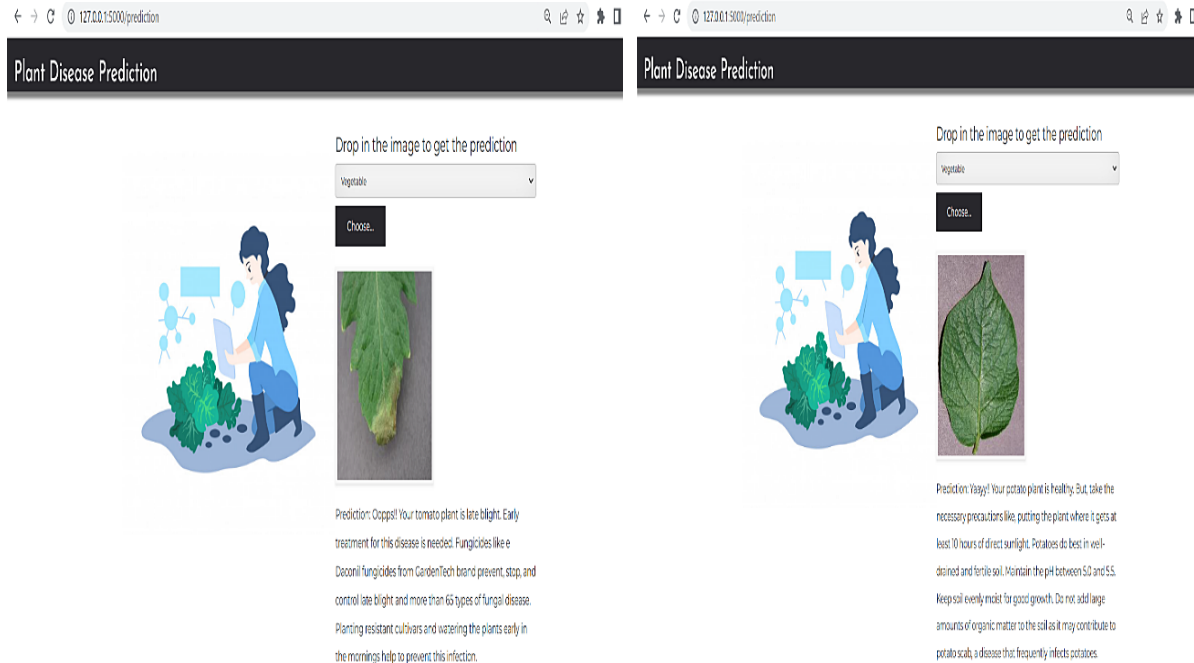 127.0.0.1:5000/prediction
Plant Disease Prediction
Drop in the image to get the prediction
Vegetable
Choose...
Prediction: Oopps!! Your tomato plant is late blight. Early
treatment for this disease is needed. Fungicides like e
Daconil fungicides from GardenTech brand prevent, stop, and
control late blight and more than 65 types of fungal disease.
Planting resistant cultivars and watering the plants early in
the mornings help to prevent this infection.
127.0.0.1:5000/prediction
Plant Disease Prediction
Drop in the image to get the prediction
Vegetable
Choose...
Prediction: Yaayy!! Your potato plant is healthy. But, take the
necessary precautions like, putting the plant where it gets at
least 10 hours of direct sunlight. Potatoes do best in well-
drained and fertile soil. Maintain the pH between 5.0 and 5.5.
Keep soil evenly moist for good growth. Do not add large
amounts of organic matter to the soil as it may contribute to
potato scab, a disease that frequently infects potatoes.